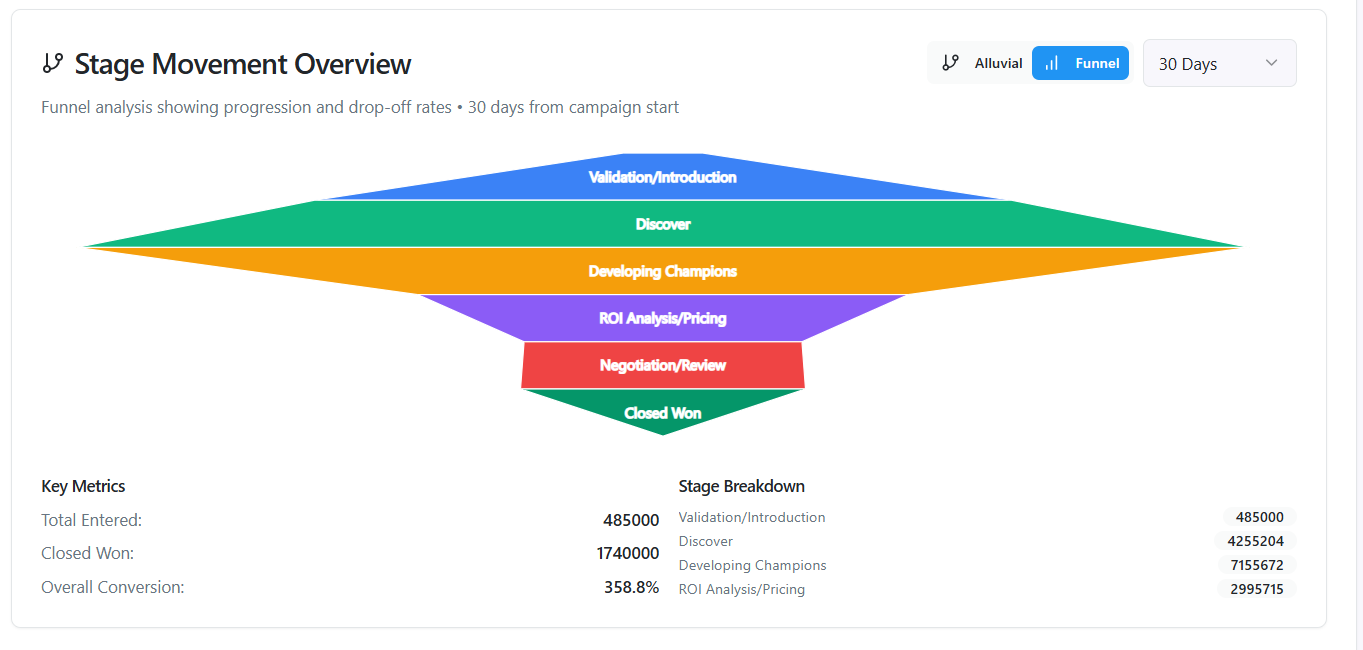 Stage Movement Overview
Alluvial
Funnel
30 Days
Funnel analysis showing progression and drop-off rates • 30 days from campaign start
Validation/Introduction
Discover
Developing Champions
ROI Analysis/Pricing
Negotiation/Review
Closed Won
Key Metrics
Total Entered: 485000
Closed Won: 1740000
Overall Conversion: 358.8%
Stage Breakdown
Validation/Introduction 485000
Discover 4255204
Developing Champions 7155672
ROI Analysis/Pricing 2995715